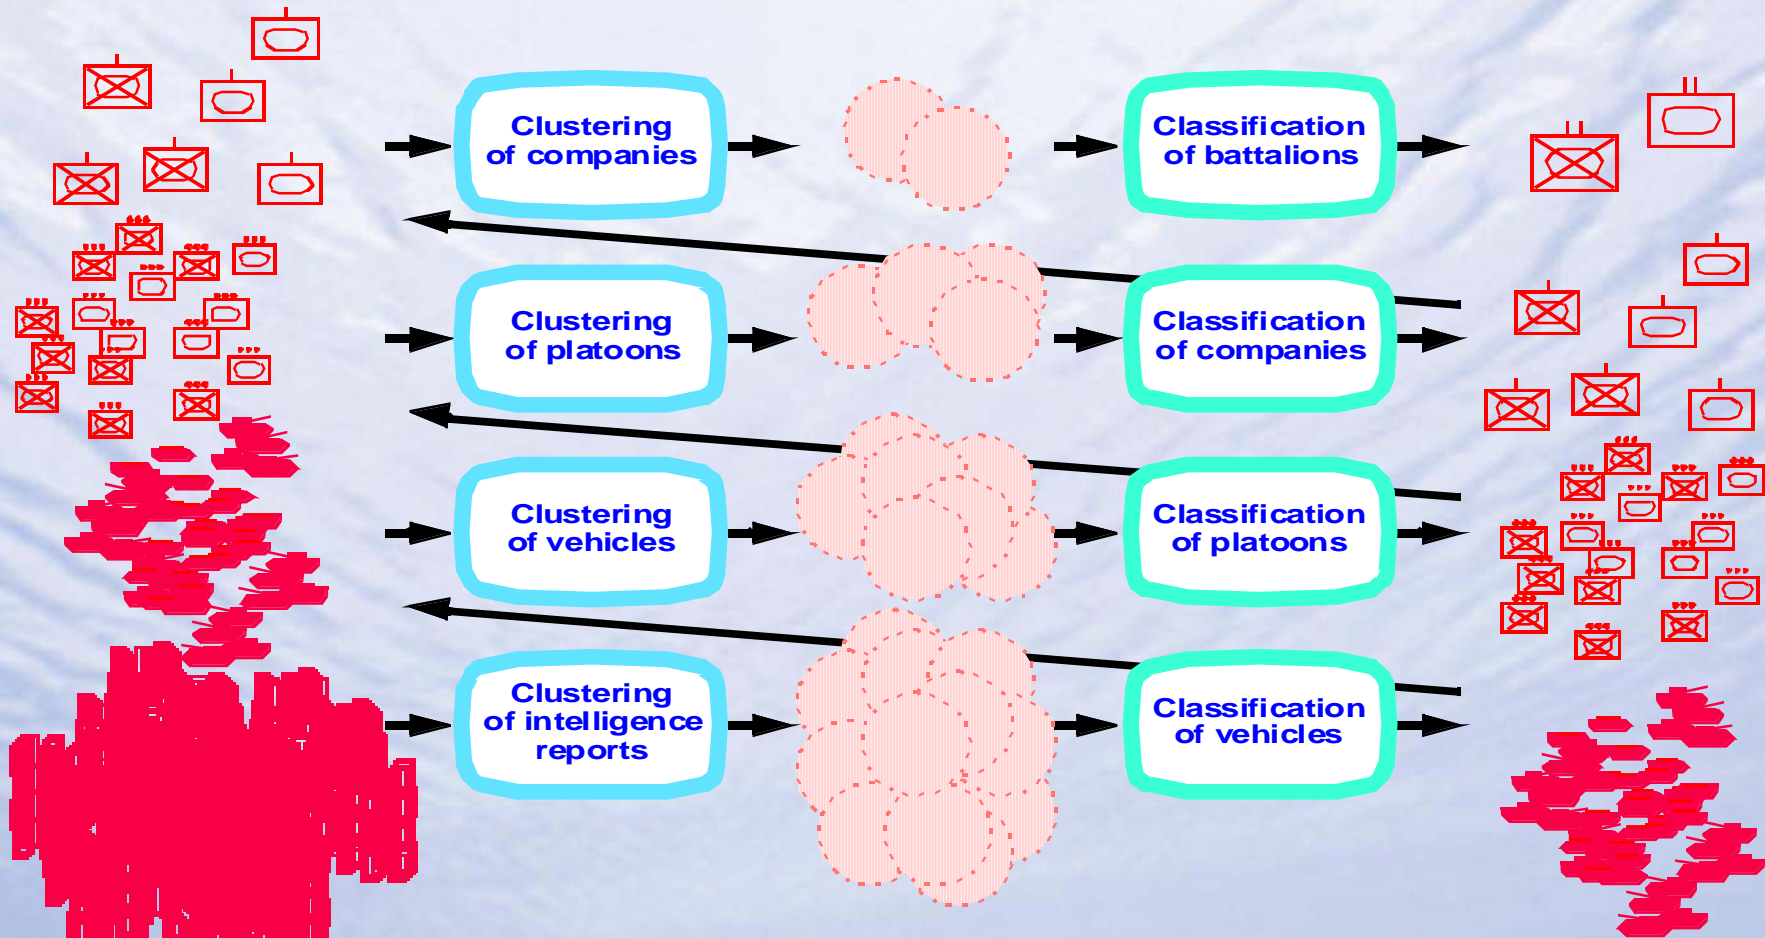 Clustering
of companies
Classification
of battalions
Clustering
of platoons
Classification
of companies
Clustering
of vehicles
Classification
of platoons
Clustering
of intelligence
reports
Classification
of vehicles